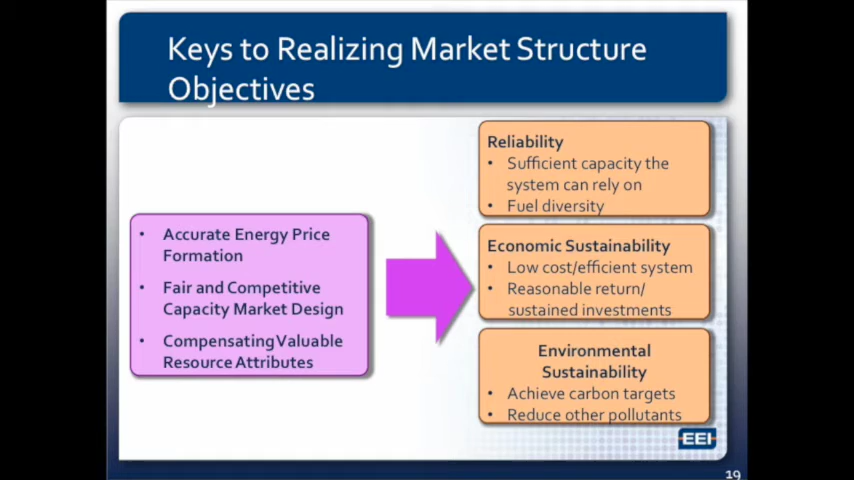 Keys to Realizing Market Structure
Objectives
• Accurate Energy Price
Formation
• Fair and Competitive
Capacity Market Design
• Compensating Valuable
Resource Attributes
Reliability
• Sufficient capacity the
system can rely on
• Fuel diversity
Economic Sustainability
• Low cost/efficient system
• Reasonable return/
sustained investments
Environmental
Sustainability
• Achieve carbon targets
• Reduce other pollutants
EEI
19